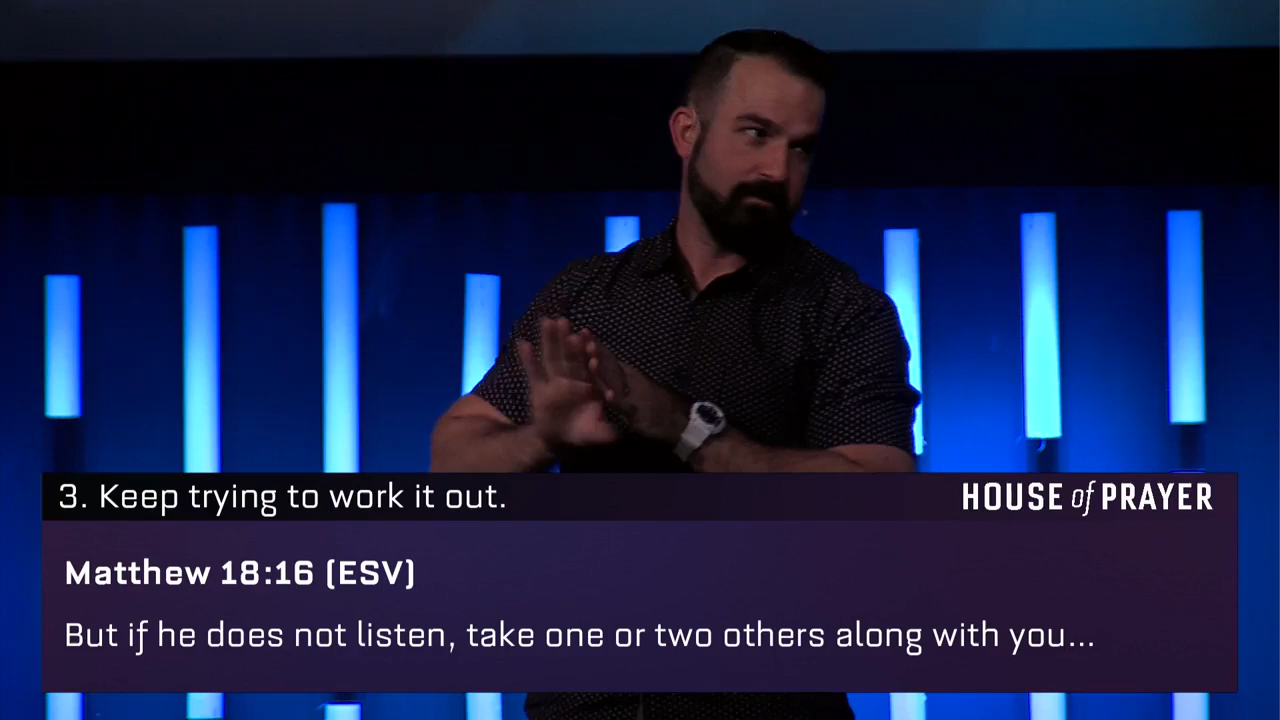 3. Keep trying to work it out.
HOUSE of PRAYER
Matthew 18:16 (ESV)
But if he does not listen, take one or two others along with you...